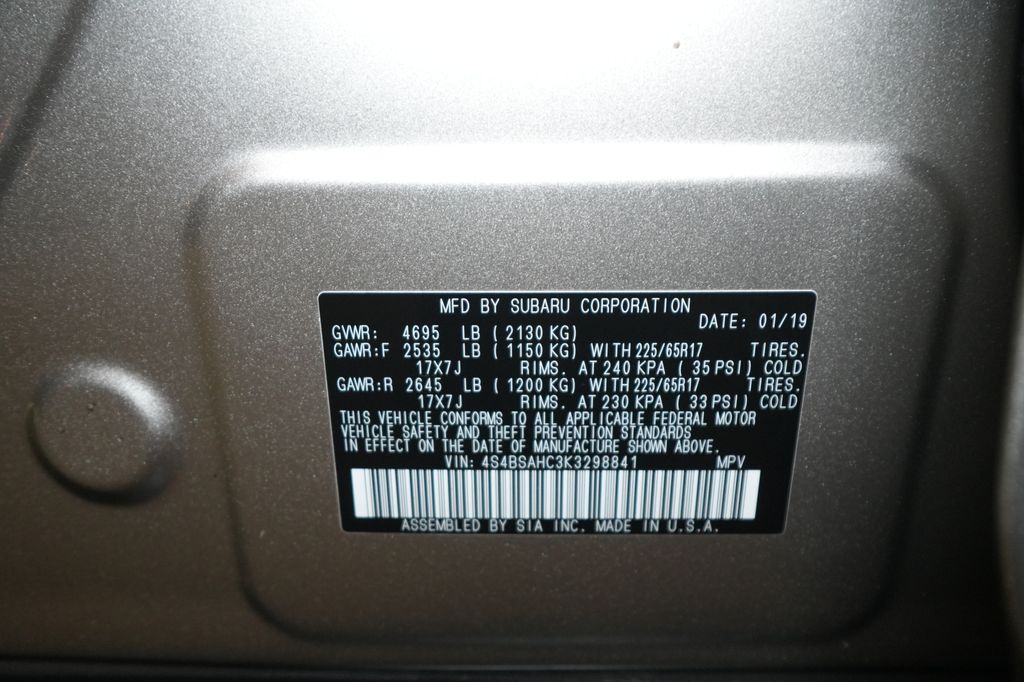 MFD BY SUBARU CORPORATION
DATE: 01/19
GVWR: 4695 LB ( 2130 KG)
GAWR:F 2535 LB ( 1150 KG) WITH 225/65R17 TIRES.
17X7J RIMS. AT 240 KPA ( 35 PSI) COLD
GAWR:R 2645 LB ( 1200 KG) WITH 225/65R17 TIRES.
17X7J RIMS. AT 230 KPA ( 33 PSI) COLD
THIS VEHICLE CONFORMS TO ALL APPLICABLE FEDERAL MOTOR
VEHICLE SAFETY AND THEFT PREVENTION STANDARDS
IN EFFECT ON THE DATE OF MANUFACTURE SHOWN ABOVE.
VIN: 4S4BSAHC3K3298841 MPV
ASSEMBLED BY SIA INC. MADE IN U.S.A.